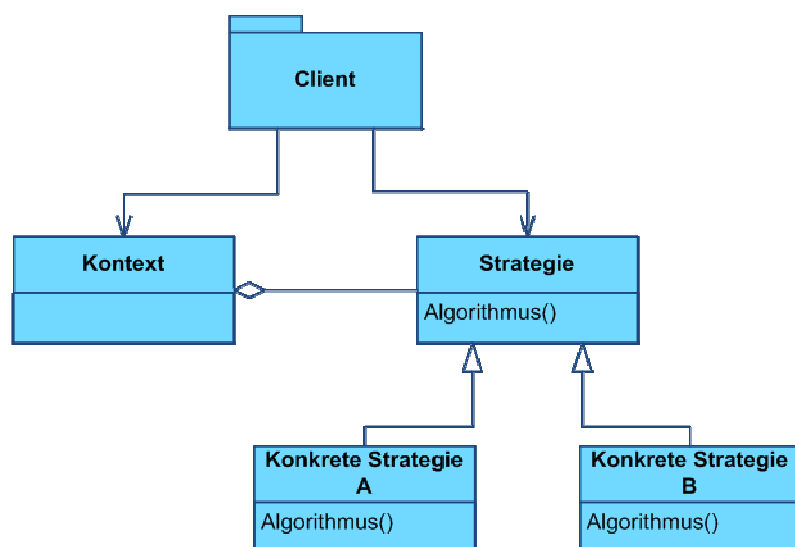 Client
Kontext
Strategie
Algorithmus()
Konkrete Strategie
A
Algorithmus()
Konkrete Strategie
B
Algorithmus()